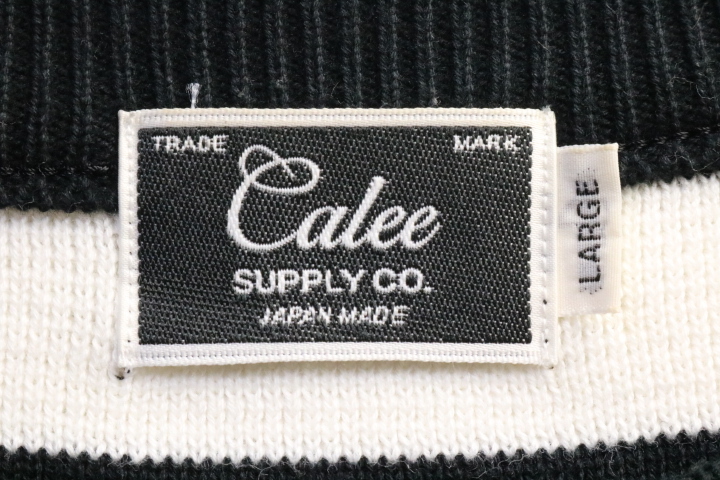 TRADE MARK
Calee
SUPPLY CO.
JAPAN MADE
LARGE